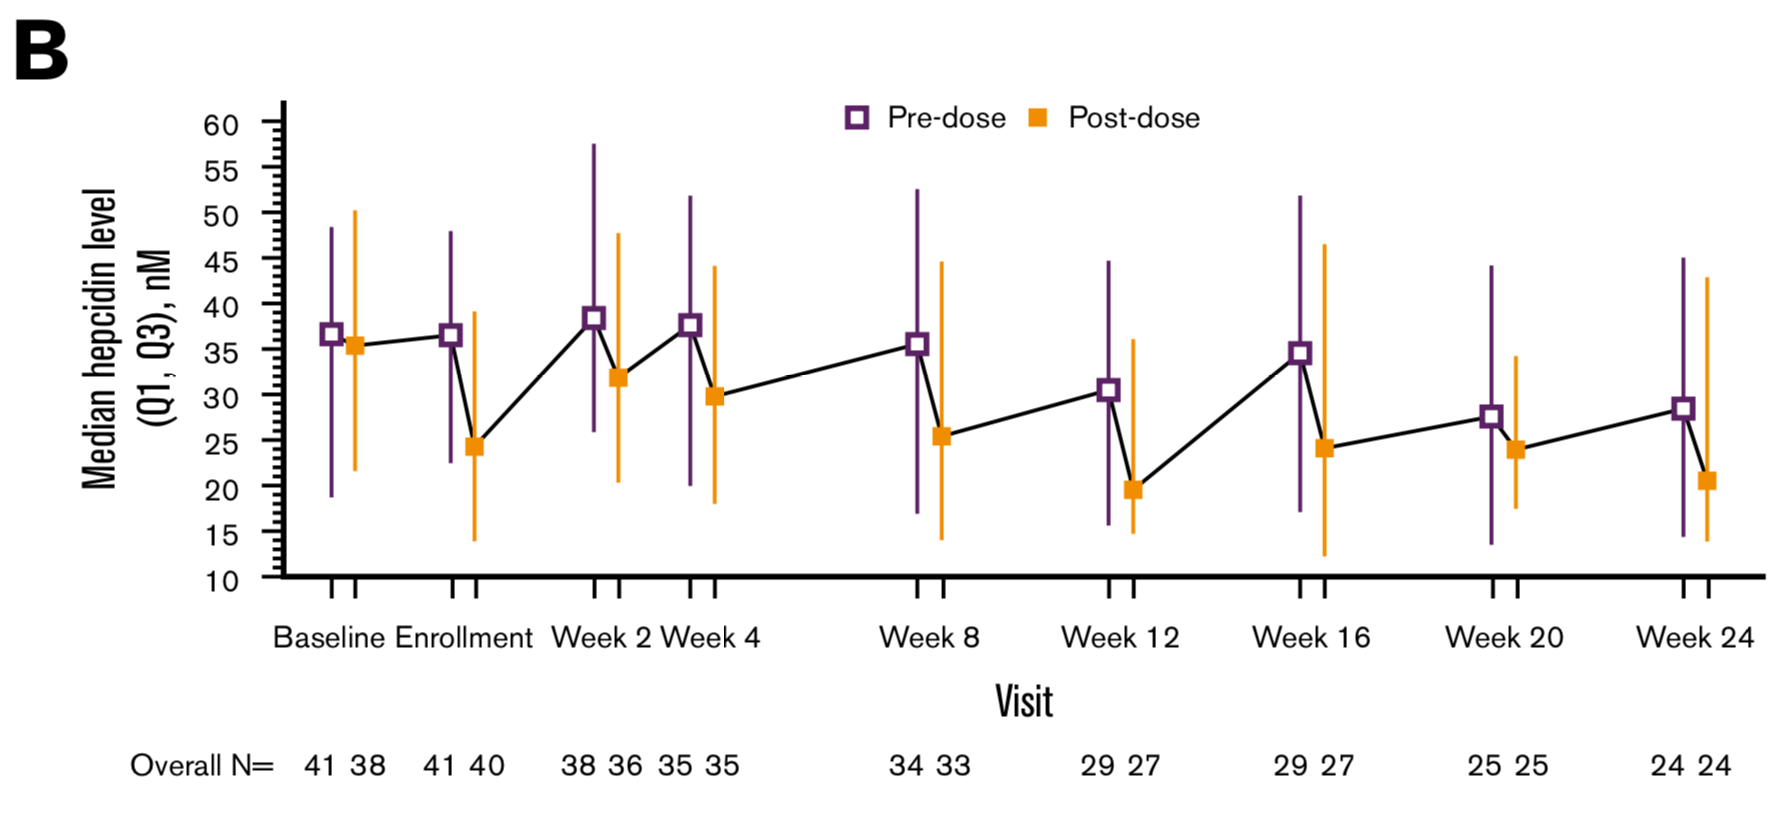 B
Pre-dose Post-dose
Median hepcidin level
(Q1, Q3), nM
60
55
50
45
40
35
30
25
20
15
10
Baseline Enrollment Week 2 Week 4 Week 8 Week 12 Week 16 Week 20 Week 24
Visit
Overall N= 41 38 41 40 38 36 35 35 34 33 29 27 29 27 25 25 24 24